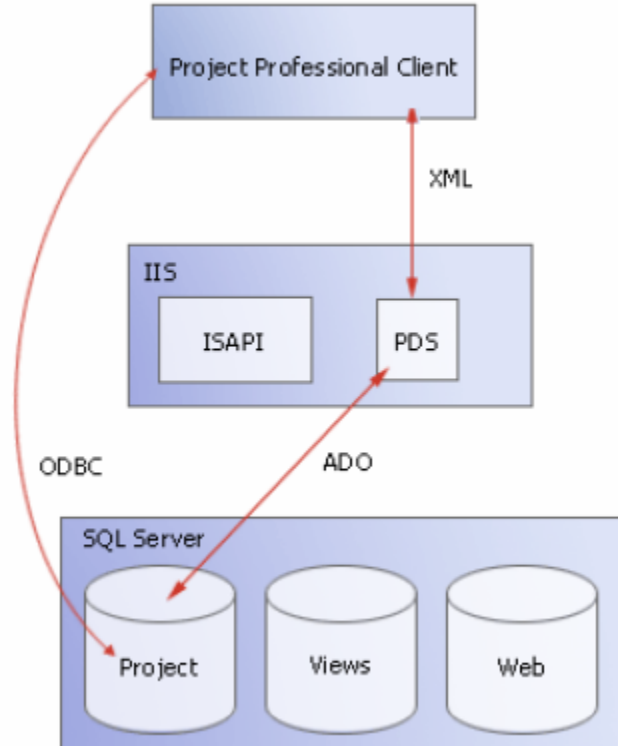 Project Professional Client
XML
IIS
ISAPI
PDS
ODBC
ADO
SQL Server
Project
Views
Web